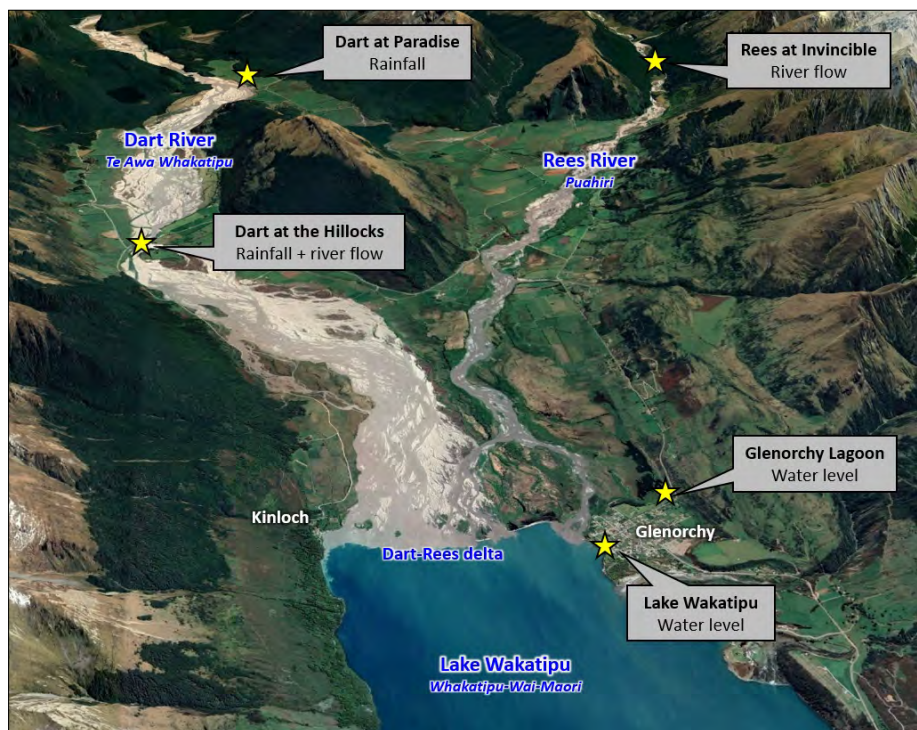 Dart at Paradise
Rainfall
Rees at Invincible
River flow
Dart River
Te Awa Whakatipu
Rees River
Puahiri
Dart at the Hillocks
Rainfall + river flow
Glenorchy Lagoon
Water level
Kinloch
Glenorchy
Dart-Rees delta
Lake Wakatipu
Water level
Lake Wakatipu
Whakatipu-Wai-Maori